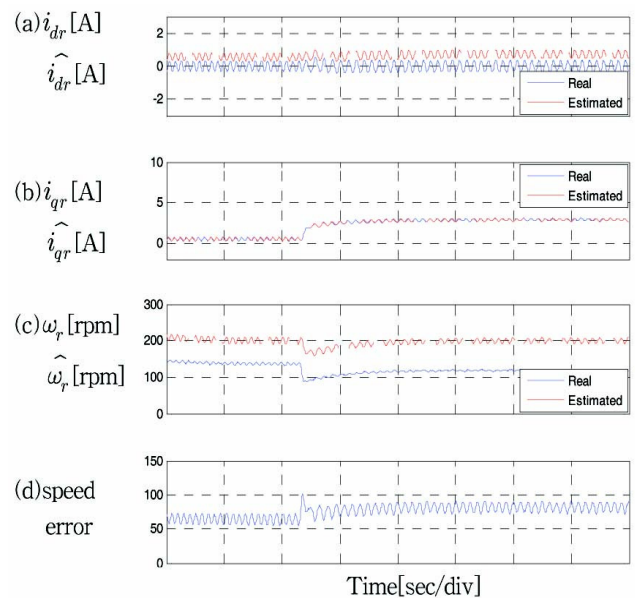 (a) i_dr [A]
î_dr [A]
2
0
-2
Real
Estimated
(b) i_qr [A]
î_qr [A]
10
5
0
Real
Estimated
(c) ω_r [rpm]
ω̂_r [rpm]
300
200
100
0
Real
Estimated
(d) speed
error
150
100
50
0
Time[sec/div]